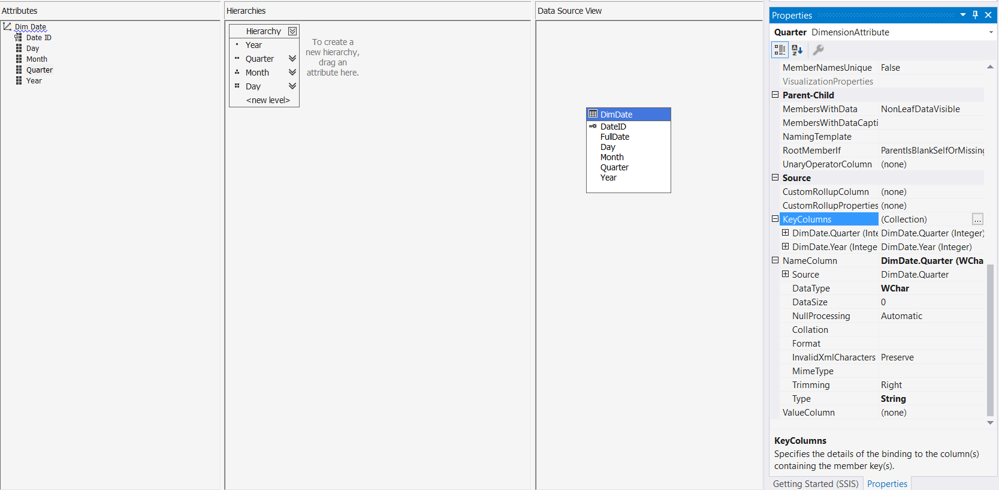 Attributes
Dim Date
Date ID
Day
Month
Quarter
Year
Hierarchies
Hierarchy
Year
Quarter
Month
Day
<new level>
To create a
new hierarchy,
drag an
attribute here.
Data Source View
DimDate
DateID
FullDate
Day
Month
Quarter
Year
Properties
Quarter DimensionAttribute
MemberNamesUnique False
VisualizationProperties
Parent-Child
MembersWithData NonLeafDataVisible
MembersWithDataCapti
NamingTemplate
RootMemberIf ParentIsBlankSelfOrMissing
UnaryOperatorColumn (none)
Source
CustomRollupColumn (none)
CustomRollupProperties (none)
KeyColumns (Collection) ...
DimDate.Quarter (Inte DimDate.Quarter (Integer)
DimDate.Year (Intege DimDate.Year (Integer)
NameColumn DimDate.Quarter (WCha
Source DimDate.Quarter
DataType WChar
DataSize 0
NullProcessing Automatic
Collation
Format
InvalidXmlCharacters Preserve
MimeType
Trimming Right
Type String
ValueColumn (none)
KeyColumns
Specifies the details of the binding to the column(s)
containing the member key(s).
Getting Started (SSIS) Properties